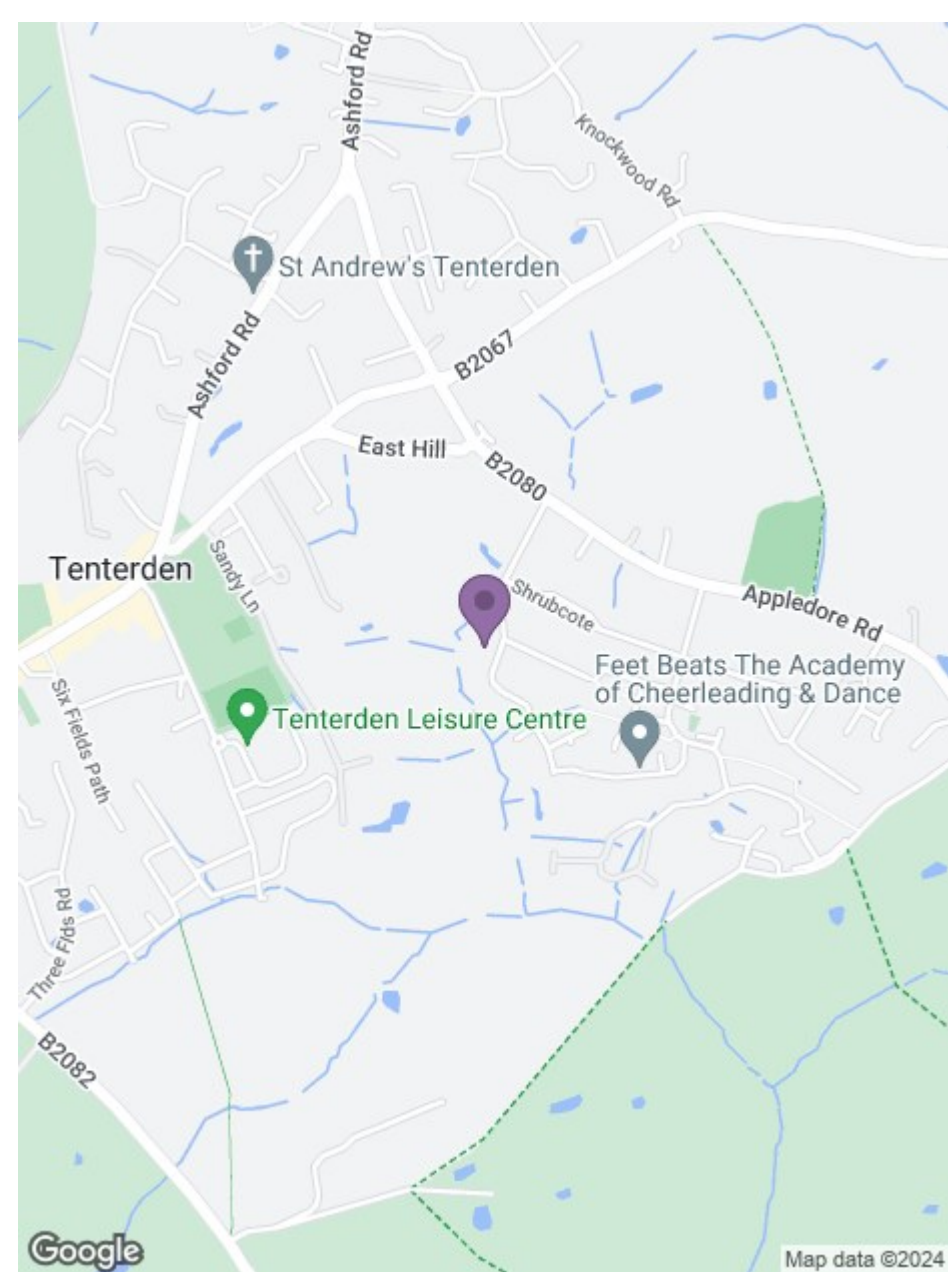 Ashford Rd
Knockwood Rd
St Andrew's Tenterden
Ashford Rd
B2067
East Hill
B2080
Tenterden
Sandy Ln
Shrubcote
Appledore Rd
Feet Beats The Academy
of Cheerleading & Dance
Six Fields Path
Tenterden Leisure Centre
Three Flds Rd
B2082
Google
Map data ©2024